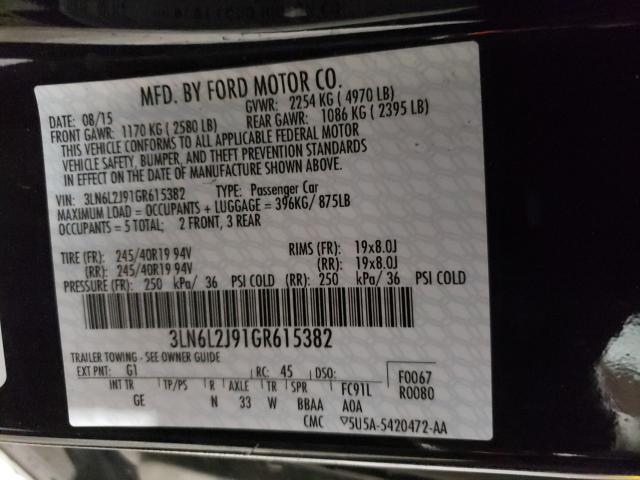 MFD. BY FORD MOTOR CO.
DATE: 08/15 GVWR: 2254 KG ( 4970 LB)
FRONT GAWR: 1170 KG ( 2580 LB) REAR GAWR: 1086 KG ( 2395 LB)
THIS VEHICLE CONFORMS TO ALL APPLICABLE FEDERAL MOTOR
VEHICLE SAFETY, BUMPER, AND THEFT PREVENTION STANDARDS
IN EFFECT ON THE DATE OF MANUFACTURE SHOWN ABOVE.
VIN: 3LN6L2J91GR615382 TYPE: Passenger Car
MAXIMUM LOAD = OCCUPANTS + LUGGAGE = 396KG/ 875LB
OCCUPANTS = 5 TOTAL; 2 FRONT, 3 REAR
TIRE (FR): 245/40R19 94V RIMS (FR): 19x8.0J
(RR): 245/40R19 94V (RR): 19x8.0J
PRESSURE (FR): 250 kPa/ 36 PSI COLD (RR): 250 kPa/ 36 PSI COLD
3LN6L2J91GR615382
TRAILER TOWING - SEE OWNER GUIDE
EXT PNT: G1 RC: 45 DSO: F0067
INT TR TP/PS R AXLE TR SPR FC91L R0080
GE N 33 W BBAA A0A
CMC ▽5U5A-5420472-AA